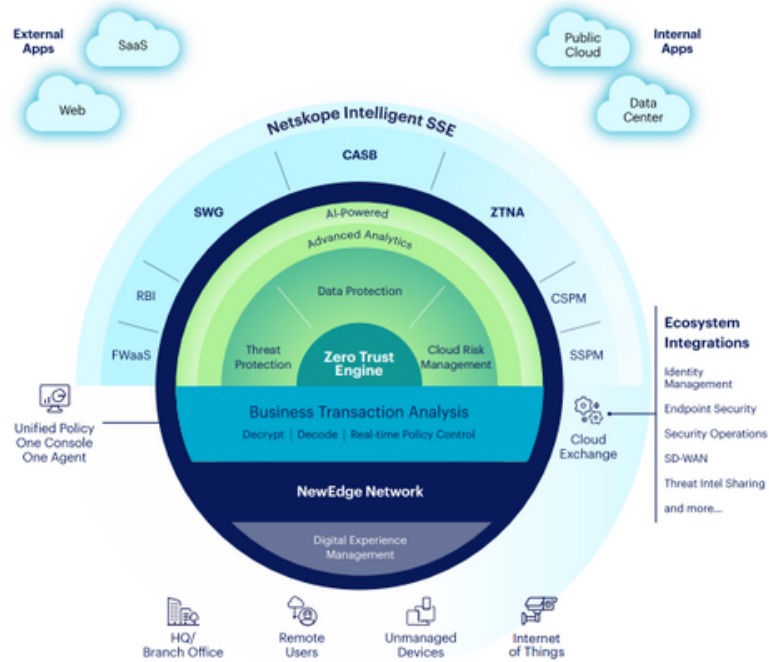 External
Apps
SaaS
Web
Public
Cloud
Internal
Apps
Data
Center
Netskope Intelligent SSE
CASB
SWG
ZTNA
RBI
CSPM
FWaaS
SSPM
AI-Powered
Advanced Analytics
Data Protection
Threat
Protection
Zero Trust
Engine
Cloud Risk
Management
Business Transaction Analysis
Decrypt | Decode | Real-time Policy Control
NewEdge Network
Digital Experience
Management
Unified Policy
One Console
One Agent
Cloud
Exchange
Ecosystem
Integrations
Identity
Management
Endpoint Security
Security Operations
SD-WAN
Threat Intel Sharing
and more...
HQ/
Branch Office
Remote
Users
Unmanaged
Devices
Internet
of Things